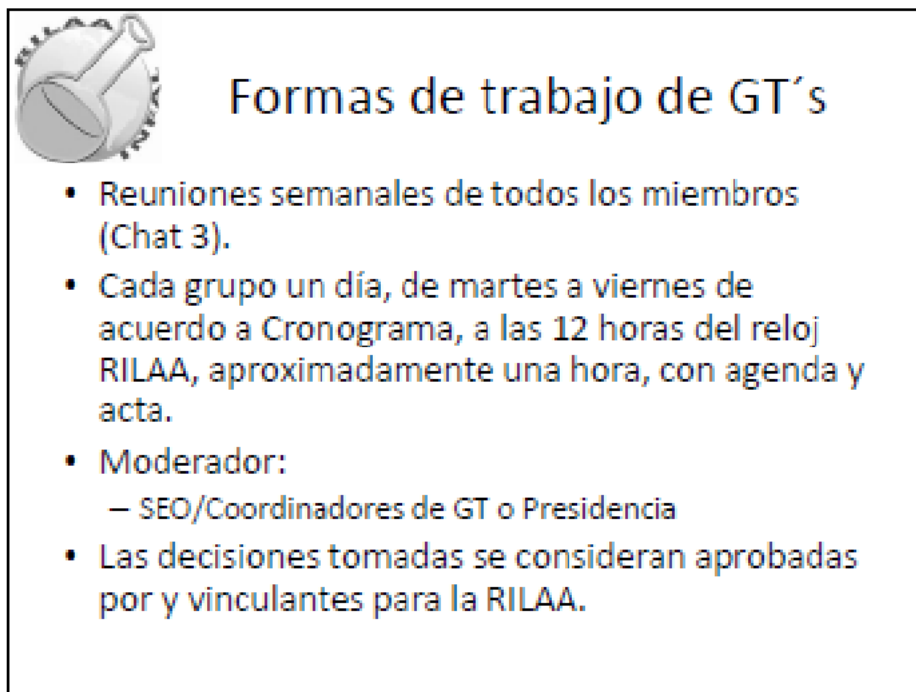 RILAA
INFAL
Formas de trabajo de GT´s
• Reuniones semanales de todos los miembros
(Chat 3).
• Cada grupo un día, de martes a viernes de
acuerdo a Cronograma, a las 12 horas del reloj
RILAA, aproximadamente una hora, con agenda y
acta.
• Moderador:
– SEO/Coordinadores de GT o Presidencia
• Las decisiones tomadas se consideran aprobadas
por y vinculantes para la RILAA.